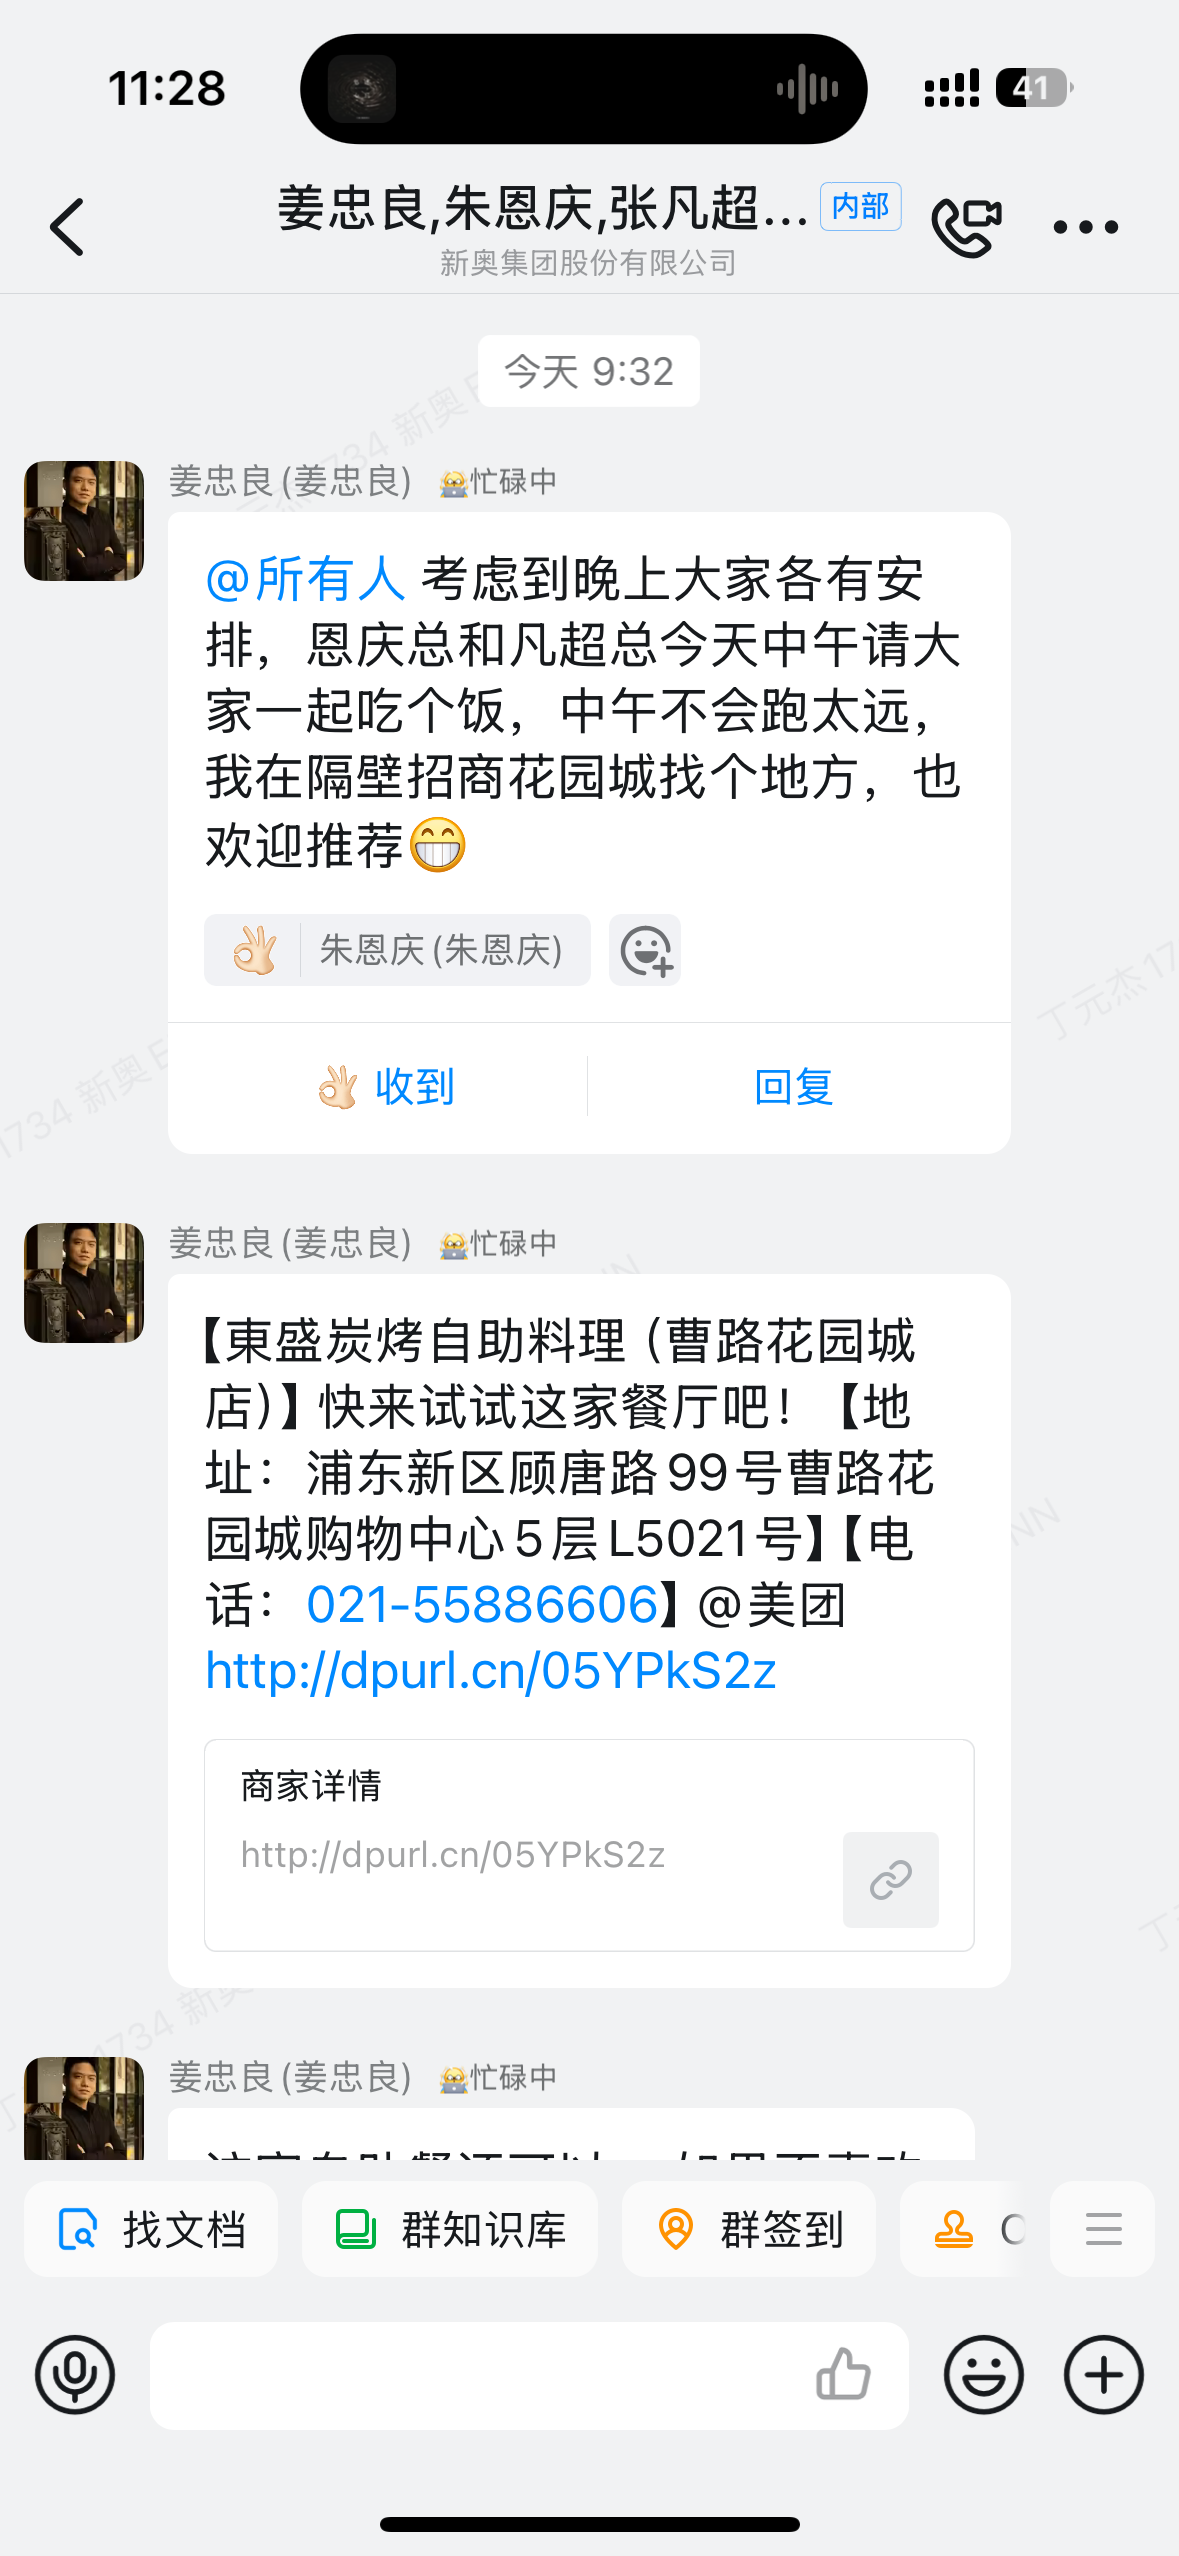 11:28
41
姜忠良,朱恩庆,张凡超...
内部
新奥集团股份有限公司
今天 9:32
姜忠良(姜忠良) 忙碌中
@所有人 考虑到晚上大家各有安
排，恩庆总和凡超总今天中午请大
家一起吃个饭，中午不会跑太远，
我在隔壁招商花园城找个地方，也
欢迎推荐😁
👌🏻 朱恩庆(朱恩庆)
👌🏻 收到
回复
姜忠良(姜忠良) 忙碌中
【東盛炭烤自助料理（曹路花园城
店）】快来试试这家餐厅吧！【地
址：浦东新区顾唐路99号曹路花
园城购物中心5层L5021号】【电
话：021-55886606】@美团
http://dpurl.cn/05YPkS2z
商家详情
http://dpurl.cn/05YPkS2z
姜忠良(姜忠良) 忙碌中
找文档
群知识库
群签到
丁元杰1734 新奥